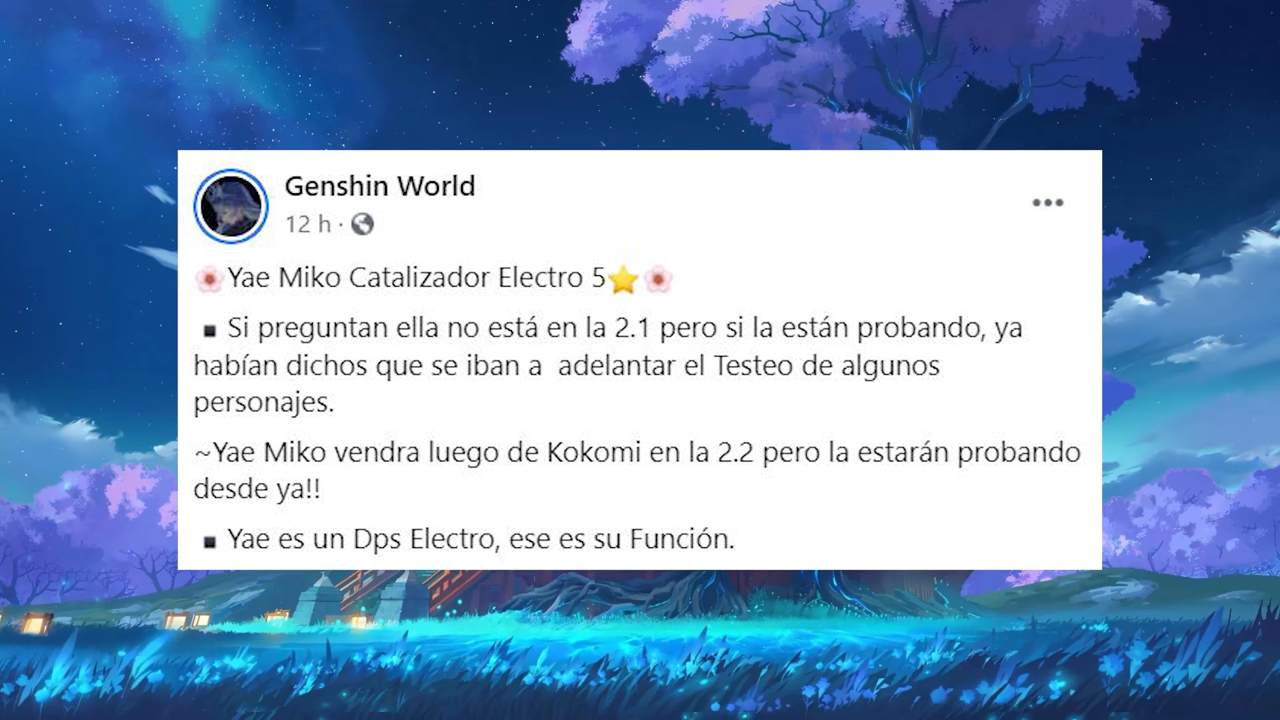 Genshin World
12 h ·
🌸Yae Miko Catalizador Electro 5⭐🌸
▪Si preguntan ella no está en la 2.1 pero si la están probando, ya
habían dichos que se iban a  adelantar el Testeo de algunos
personajes.
~Yae Miko vendra luego de Kokomi en la 2.2 pero la estarán probando
desde ya!!
▪Yae es un Dps Electro, ese es su Función.